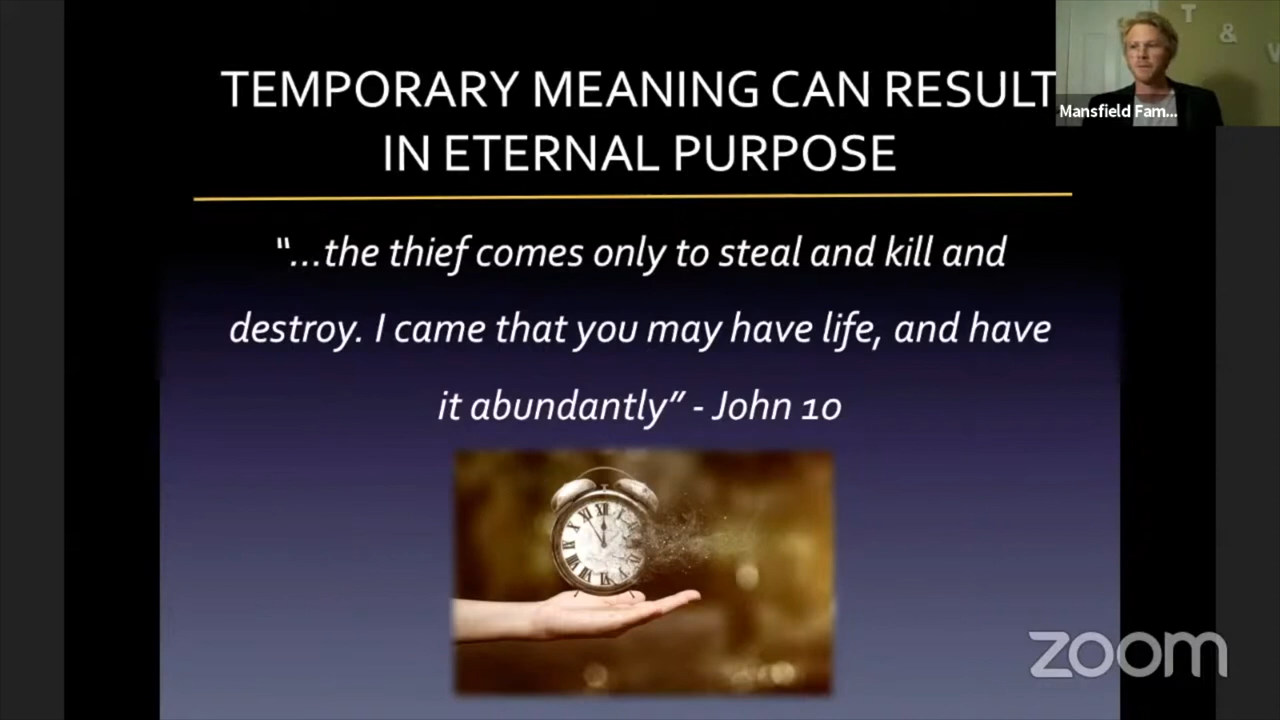 TEMPORARY MEANING CAN RESULT
IN ETERNAL PURPOSE
“...the thief comes only to steal and kill and
destroy. I came that you may have life, and have
it abundantly” - John 10
T
&
Mansfield Fam...
zoom